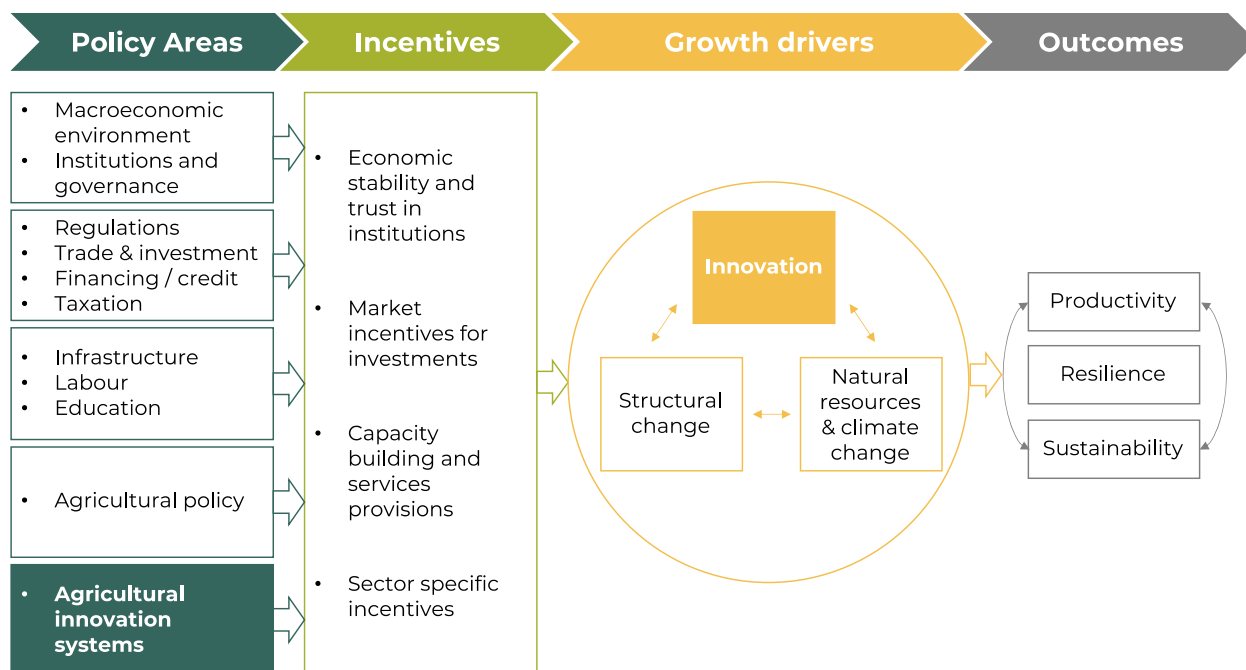 Policy Areas
Incentives
Growth drivers
Outcomes
• Macroeconomic
environment
• Institutions and
governance
• Regulations
• Trade & investment
• Financing / credit
• Taxation
• Infrastructure
• Labour
• Education
• Agricultural policy
• Agricultural
innovation
systems
• Economic
stability and
trust in
institutions
• Market
incentives for
investments
• Capacity
building and
services
provisions
• Sector specific
incentives
Innovation
Structural
change
Natural
resources
& climate
change
Productivity
Resilience
Sustainability